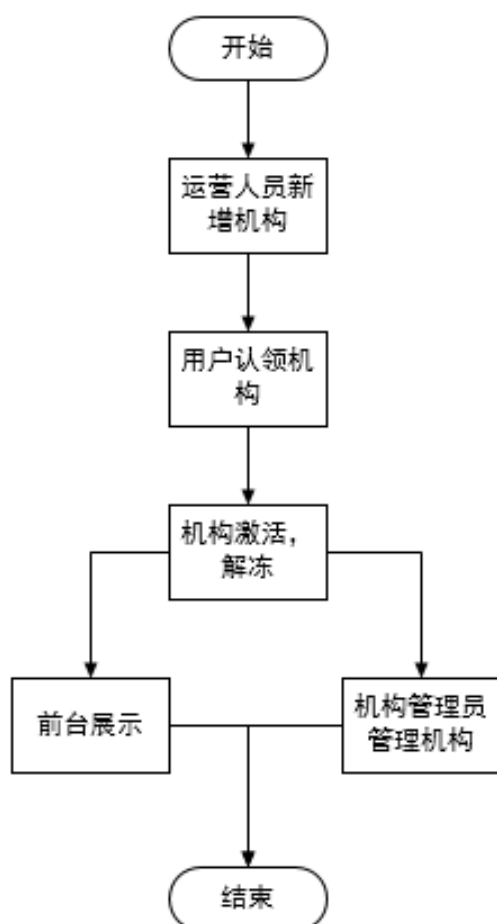 开始
运营人员新
增机构
用户认领机
构
机构激活，
解冻
前台展示
机构管理员
管理机构
结束